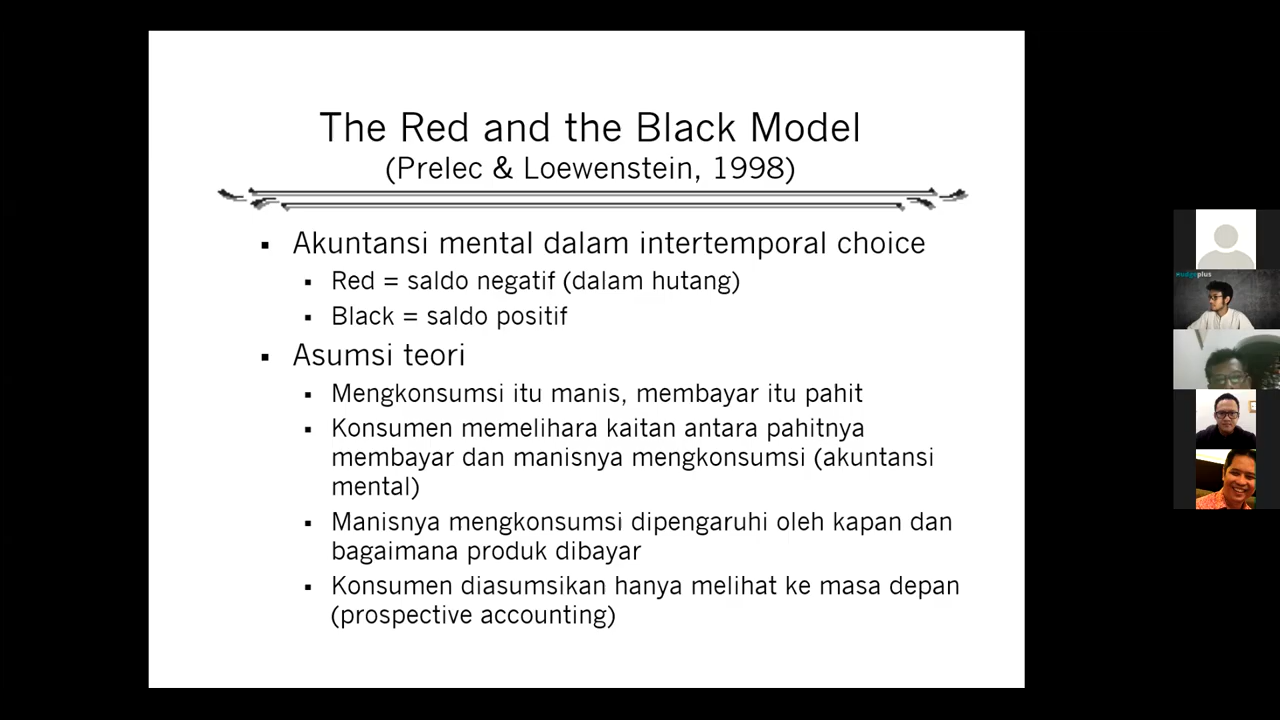 The Red and the Black Model
(Prelec & Loewenstein, 1998)
▪ Akuntansi mental dalam intertemporal choice
▪ Red = saldo negatif (dalam hutang)
▪ Black = saldo positif
▪ Asumsi teori
▪ Mengkonsumsi itu manis, membayar itu pahit
▪ Konsumen memelihara kaitan antara pahitnya
membayar dan manisnya mengkonsumsi (akuntansi
mental)
▪ Manisnya mengkonsumsi dipengaruhi oleh kapan dan
bagaimana produk dibayar
▪ Konsumen diasumsikan hanya melihat ke masa depan
(prospective accounting)
nudgeplus